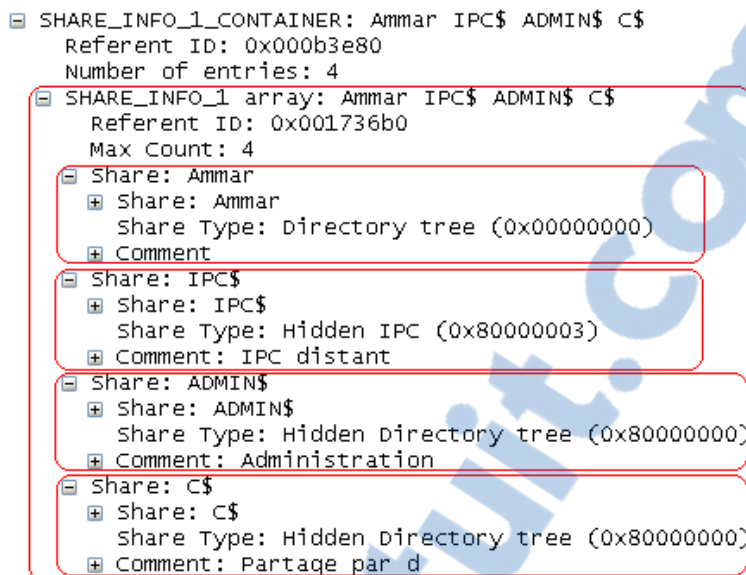 SHARE_INFO_1_CONTAINER: Ammar IPC$ ADMIN$ C$
Referent ID: 0x000b3e80
Number of entries: 4
SHARE_INFO_1 array: Ammar IPC$ ADMIN$ C$
Referent ID: 0x001736b0
Max Count: 4
Share: Ammar
Share: Ammar
Share Type: Directory tree (0x00000000)
Comment
Share: IPC$
Share: IPC$
Share Type: Hidden IPC (0x80000003)
Comment: IPC distant
Share: ADMIN$
Share: ADMIN$
Share Type: Hidden Directory tree (0x80000000)
Comment: Administration
Share: C$
Share: C$
Share Type: Hidden Directory tree (0x80000000)
Comment: Partage par d
tuit.com